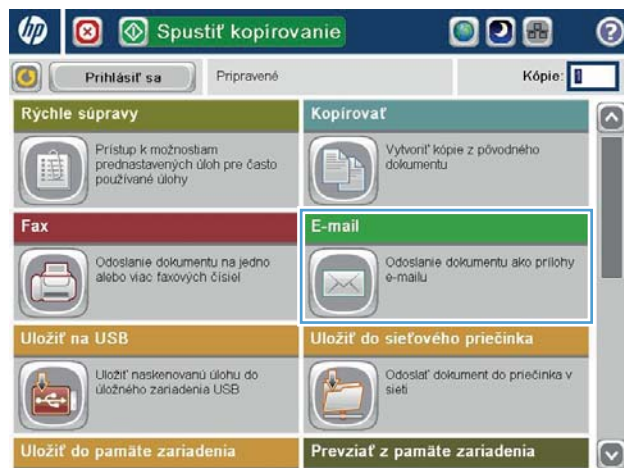 hp
Spustiť kopírovanie
?
Prihlásiť sa
Pripravené
Kópie: 1
Rýchle súpravy
Prístup k možnostiam
prednastavených úloh pre často
používané úlohy
Kopírovať
Vytvoriť kópie z pôvodného
dokumentu
Fax
Odoslanie dokumentu na jedno
alebo viac faxových čísiel
E-mail
Odoslanie dokumentu ako prílohy
e-mailu
Uložiť na USB
Uložiť naskenovanú úlohu do
úložného zariadenia USB
Uložiť do sieťového priečinka
Odoslať dokument do priečinka v
sieti
Uložiť do pamäte zariadenia
Prevziať z pamäte zariadenia